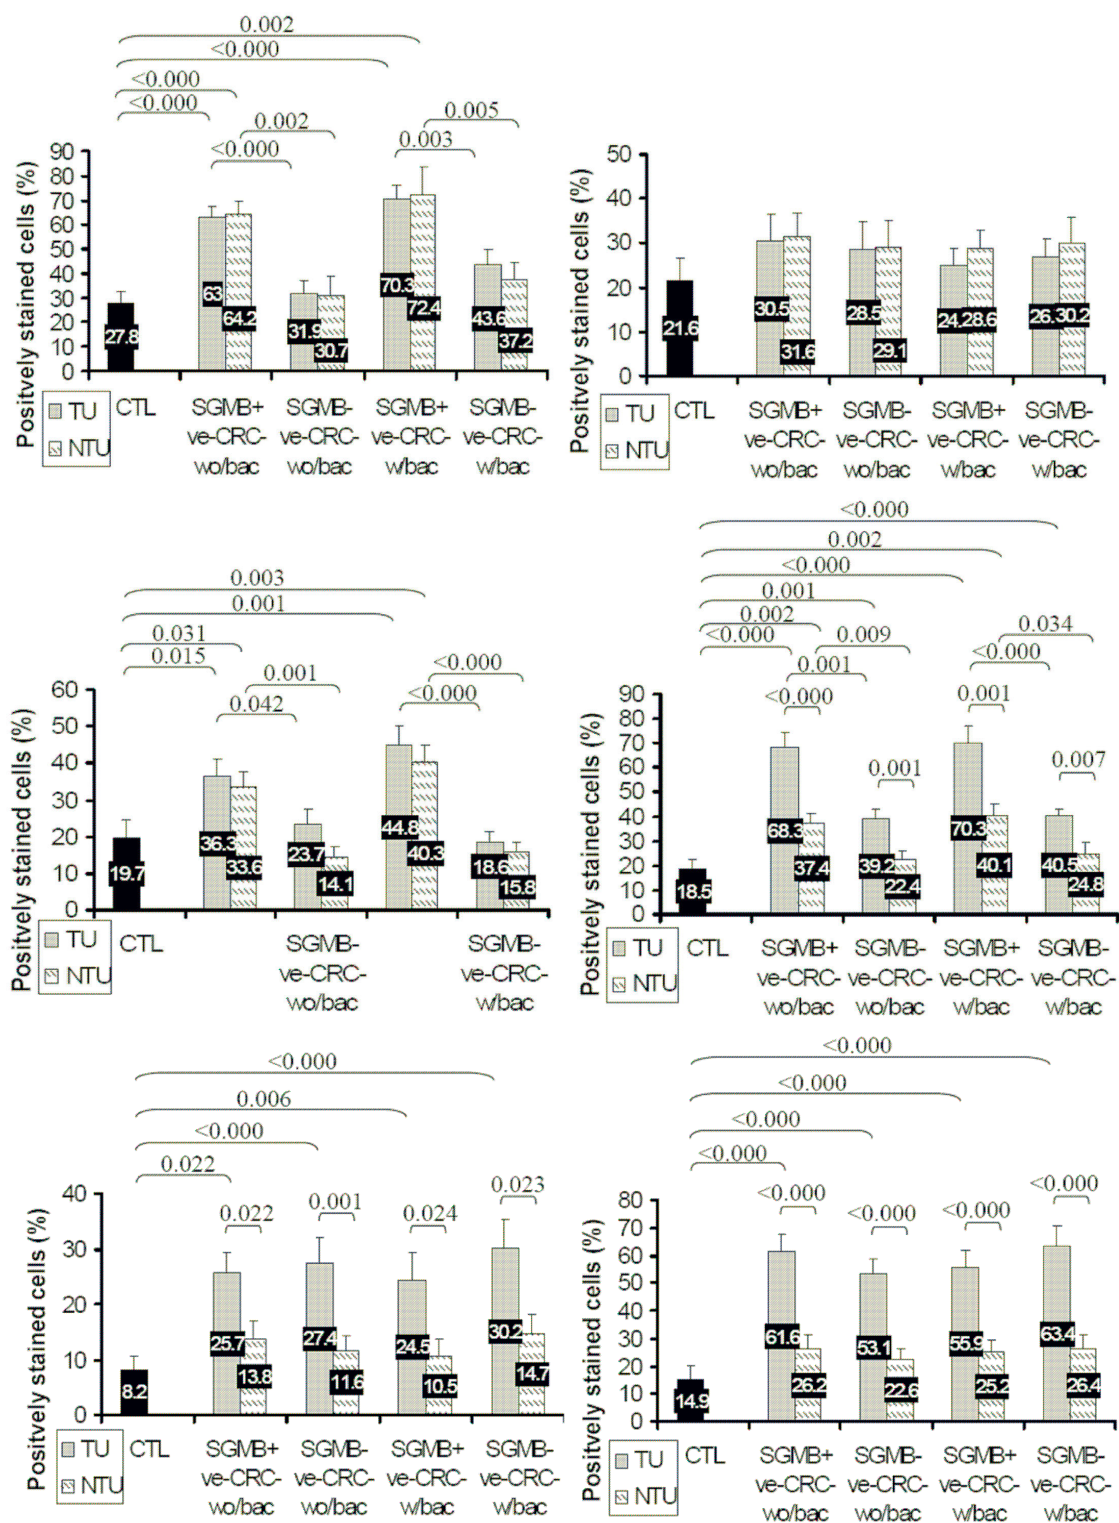 0.002
<0.000
<0.000
<0.000
0.002
<0.000
0.005
0.003
Positvely stained cells (%)
90
80
70
60
50
40
30
20
10
0
27.8
63
64.2
31.9
30.7
70.3
72.4
43.6
37.2
TU
NTU
CTL
SGMB+
ve-CRC-
wo/bac
SGMB-
ve-CRC-
wo/bac
SGMB+
ve-CRC-
w/bac
SGMB-
ve-CRC-
w/bac
Positvely stained cells (%)
50
40
30
20
10
0
21.6
30.5
31.6
28.5
29.1
24.2
28.6
26.
30.2
TU
NTU
CTL
SGMB+
ve-CRC-
wo/bac
SGMB-
ve-CRC-
wo/bac
SGMB+
ve-CRC-
w/bac
SGMB-
ve-CRC-
w/bac
0.003
0.001
0.031
0.015
0.001
0.042
<0.000
<0.000
Positvely stained cells (%)
60
50
40
30
20
10
0
19.7
36.3
33.6
23.7
14.1
44.8
40.3
18.6
15.8
TU
NTU
CTL
SGMB-
ve-CRC-
wo/bac
SGMB-
ve-CRC-
w/bac
<0.000
0.002
<0.000
0.001
0.002
<0.000
0.009
0.001
<0.000
0.034
<0.000
0.001
0.001
0.007
Positvely stained cells (%)
90
80
70
60
50
40
30
20
10
0
18.5
68.3
37.4
39.2
22.4
70.3
40.1
40.5
24.8
TU
NTU
CTL
SGMB+
ve-CRC-
wo/bac
SGMB-
ve-CRC-
wo/bac
SGMB+
ve-CRC-
w/bac
SGMB-
ve-CRC-
w/bac
<0.000
0.006
<0.000
0.022
0.022
0.001
0.024
0.023
Positvely stained cells (%)
40
30
20
10
0
8.2
25.7
13.8
27.4
11.6
24.5
10.5
30.2
14.7
TU
NTU
CTL
SGMB+
ve-CRC-
wo/bac
SGMB-
ve-CRC-
wo/bac
SGMB+
ve-CRC-
w/bac
SGMB-
ve-CRC-
w/bac
<0.000
<0.000
<0.000
<0.000
<0.000
<0.000
<0.000
<0.000
Positvely stained cells (%)
80
70
60
50
40
30
20
10
0
14.9
61.6
26.2
53.1
22.6
55.9
25.2
63.4
26.4
TU
NTU
CTL
SGMB+
ve-CRC-
wo/bac
SGMB-
ve-CRC-
wo/bac
SGMB+
ve-CRC-
w/bac
SGMB-
ve-CRC-
w/bac